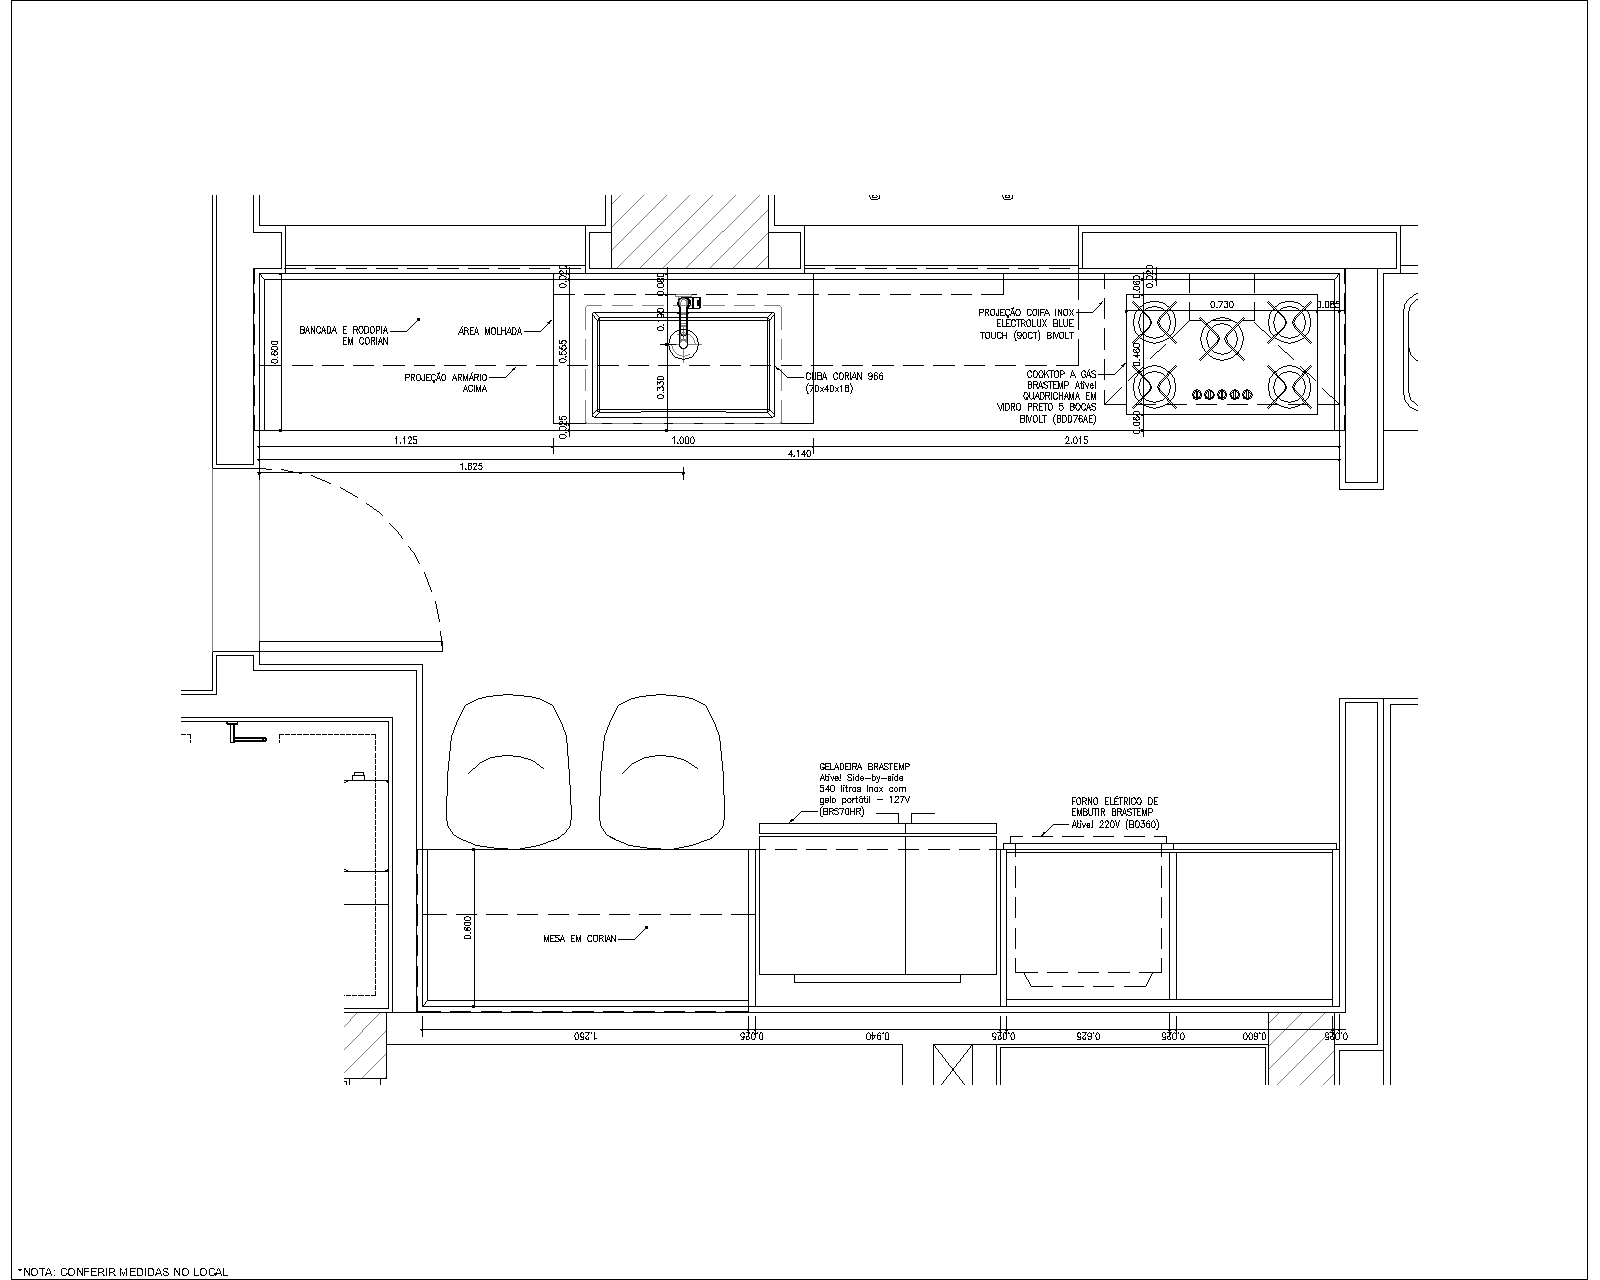 0.020
0.080
0.060
0.020
0.730
0.085
BANCADA E RODOPIA
EM CORIAN
ÁREA MOLHADA
PROJEÇÃO COIFA INOX
ELECTROLUX BLUE
TOUCH (90CT) BIVOLT
0.600
0.555
0.190
0.480
PROJEÇÃO ARMÁRIO
ACIMA
0.330
CUBA CORIAN 966
(70x40x18)
COOKTOP A GÁS
BRASTEMP Ative!
QUADRICHAMA EM
VIDRO PRETO 5 BOCAS
BIVOLT (BDD76AE)
0.025
0.060
1.125
1.000
2.015
4.140
1.625
GELADEIRA BRASTEMP
Ative! Side-by-side
540 litros Inox com
gelo portátil - 127V
(BRS70HR)
FORNO ELÉTRICO DE
EMBUTIR BRASTEMP
Ative! 220V (BO360)
0.600
MESA EM CORIAN
1.250
0.025
0.940
0.025
0.625
0.025
0.600
0.025
*NOTA: CONFERIR MEDIDAS NO LOCAL